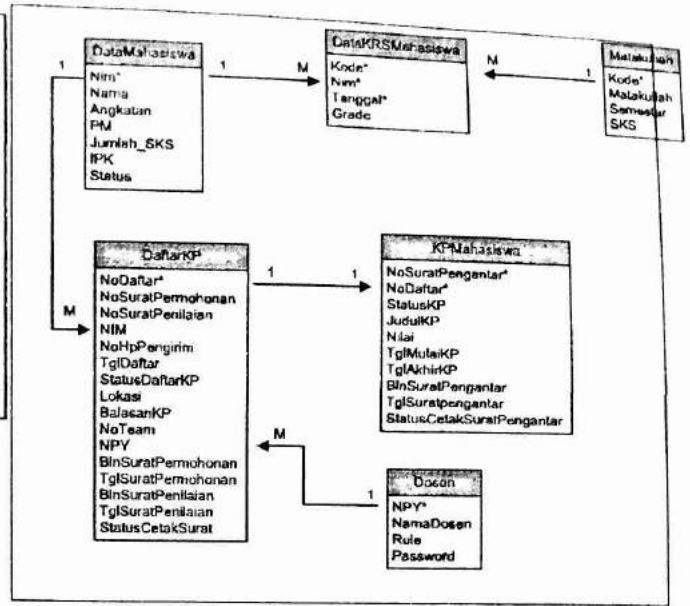 DataMahasiswa
Nim*
Nama
Angkatan
PM
Jumlah_SKS
IPK
Status
1
1
M
DataKRSMahasiswa
Kode*
Nim*
Tanggal*
Grade
M
1
Matakuliah
Kode*
Matakuliah
Semester
SKS
M
DaftarKP
NoDaftar*
NoSuratPermohonan
NoSuratPenilaian
NIM
NoHpPengirim
TglDaftar
StatusDaftarKP
Lokasi
BalasanKP
NoTeam
NPY
BlnSuratPermohonan
TglSuratPermohonan
BlnSuratPenilaian
TglSuratPenilaian
StatusCetakSurat
1
1
KPMahasiswa
NoSuratPengantar*
NoDaftar*
StatusKP
JudulKP
Nilai
TglMulaiKP
TglAkhirKP
BlnSuratPengantar
TglSuratpengantar
StatusCetakSuratPengantar
M
1
Dosen
NPY*
NamaDosen
Rule
Password